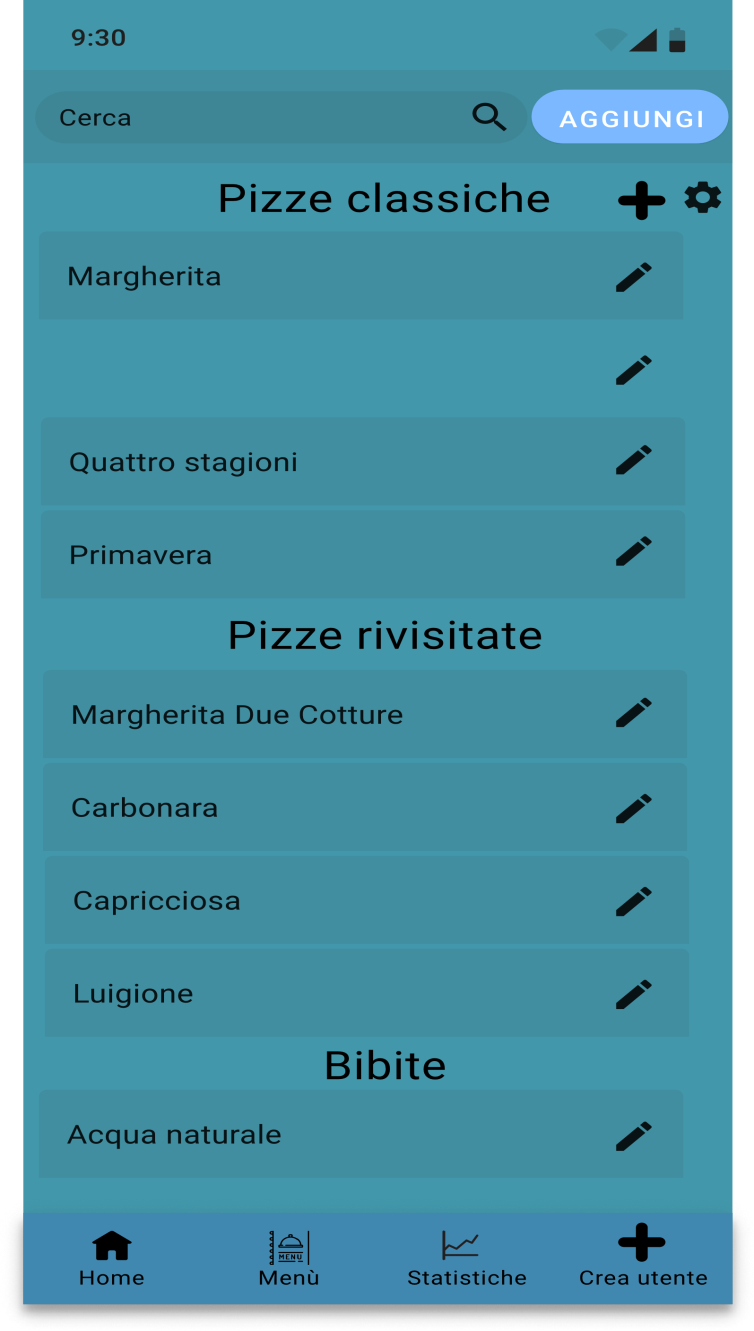 9:30
Cerca
AGGIUNGI
Pizze classiche
Margherita
Quattro stagioni
Primavera
Pizze rivisitate
Margherita Due Cotture
Carbonara
Capricciosa
Luigione
Bibite
Acqua naturale
MENU
Home
Menù
Statistiche
Crea utente